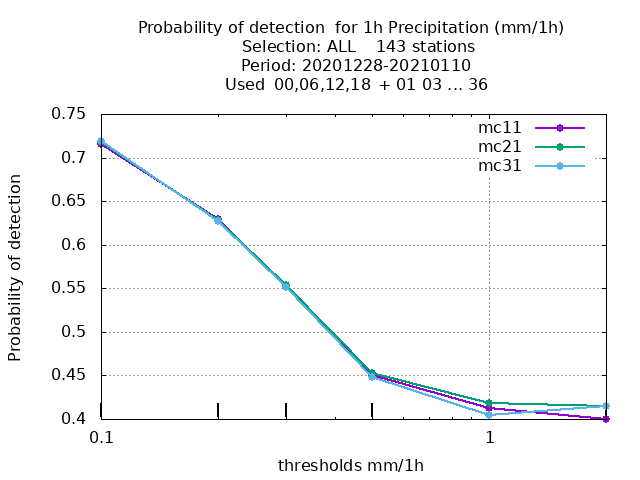 Probability of detection  for 1h Precipitation (mm/1h)
Selection: ALL    143 stations
Period: 20201228-20210110
Used  00,06,12,18 + 01 03 ... 36
0.75
0.7
0.65
0.6
0.55
0.5
0.45
0.4
Probability of detection
mc11
mc21
mc31
0.1
1
thresholds mm/1h